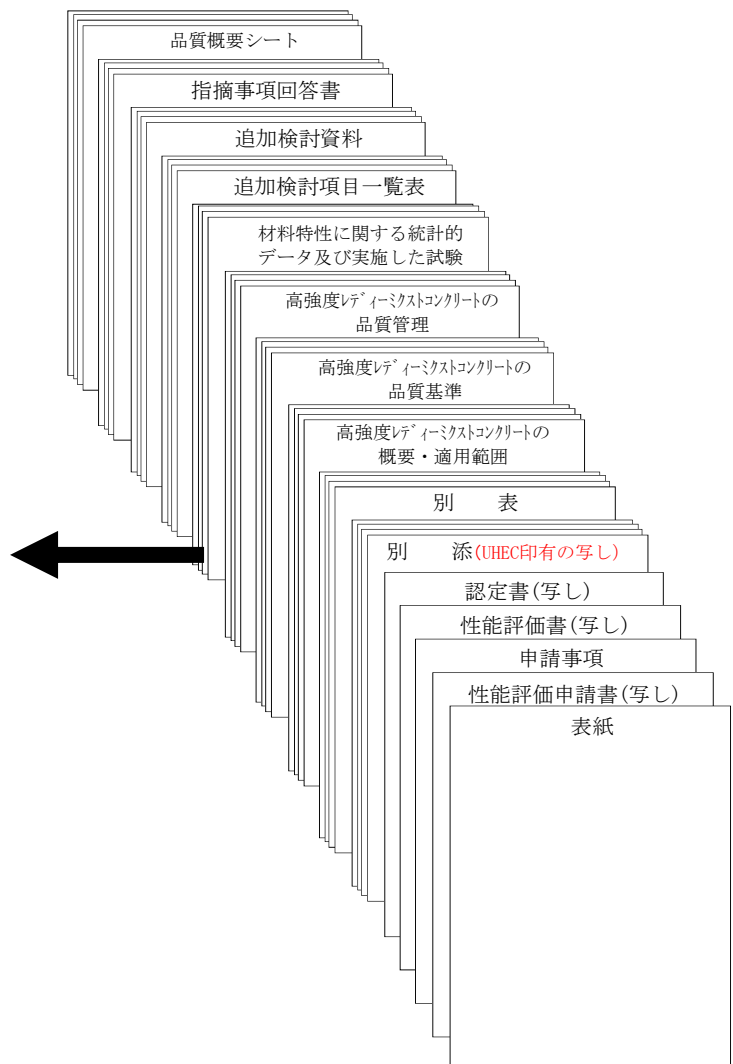 品質概要シート
指摘事項回答書
追加検討資料
追加検討項目一覧表
材料特性に関する統計的
データ及び実施した試験
高強度ﾚﾃﾞｨｰﾐｸｽﾄｺﾝｸﾘｰﾄの
品質管理
高強度ﾚﾃﾞｨｰﾐｸｽﾄｺﾝｸﾘｰﾄの
品質基準
高強度ﾚﾃﾞｨｰﾐｸｽﾄｺﾝｸﾘｰﾄの
概要・適用範囲
別　　表
別　　添(UHEC印有の写し)
認定書(写し)
性能評価書(写し)
申請事項
性能評価申請書(写し)
表紙